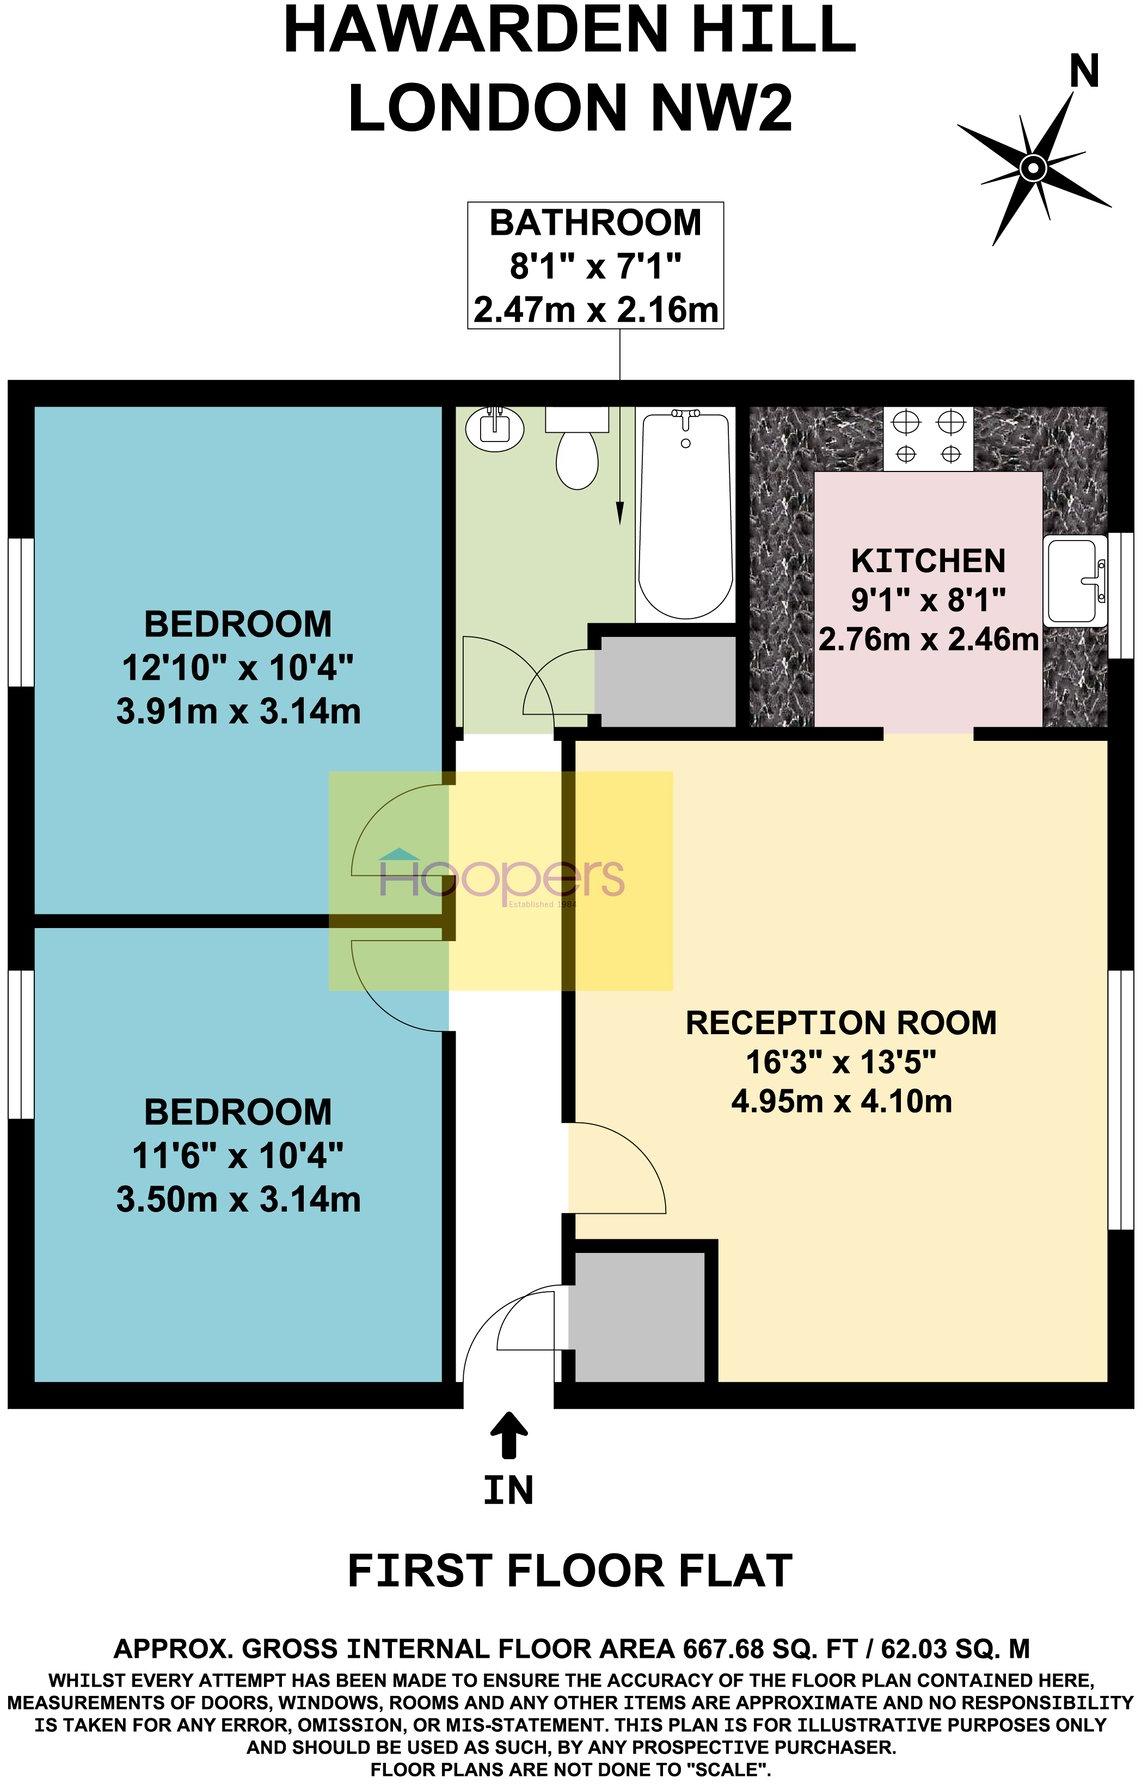 HAWARDEN HILL
LONDON NW2
N
BATHROOM
8'1" x 7'1"
2.47m x 2.16m
KITCHEN
9'1" x 8'1"
2.76m x 2.46m
BEDROOM
12'10" x 10'4"
3.91m x 3.14m
Hoopers
Established 1984
RECEPTION ROOM
16'3" x 13'5"
4.95m x 4.10m
BEDROOM
11'6" x 10'4"
3.50m x 3.14m
IN
FIRST FLOOR FLAT
APPROX. GROSS INTERNAL FLOOR AREA 667.68 SQ. FT / 62.03 SQ. M
WHILST EVERY ATTEMPT HAS BEEN MADE TO ENSURE THE ACCURACY OF THE FLOOR PLAN CONTAINED HERE,
MEASUREMENTS OF DOORS, WINDOWS, ROOMS AND ANY OTHER ITEMS ARE APPROXIMATE AND NO RESPONSIBILITY
IS TAKEN FOR ANY ERROR, OMISSION, OR MIS-STATEMENT. THIS PLAN IS FOR ILLUSTRATIVE PURPOSES ONLY
AND SHOULD BE USED AS SUCH, BY ANY PROSPECTIVE PURCHASER.
FLOOR PLANS ARE NOT DONE TO "SCALE".